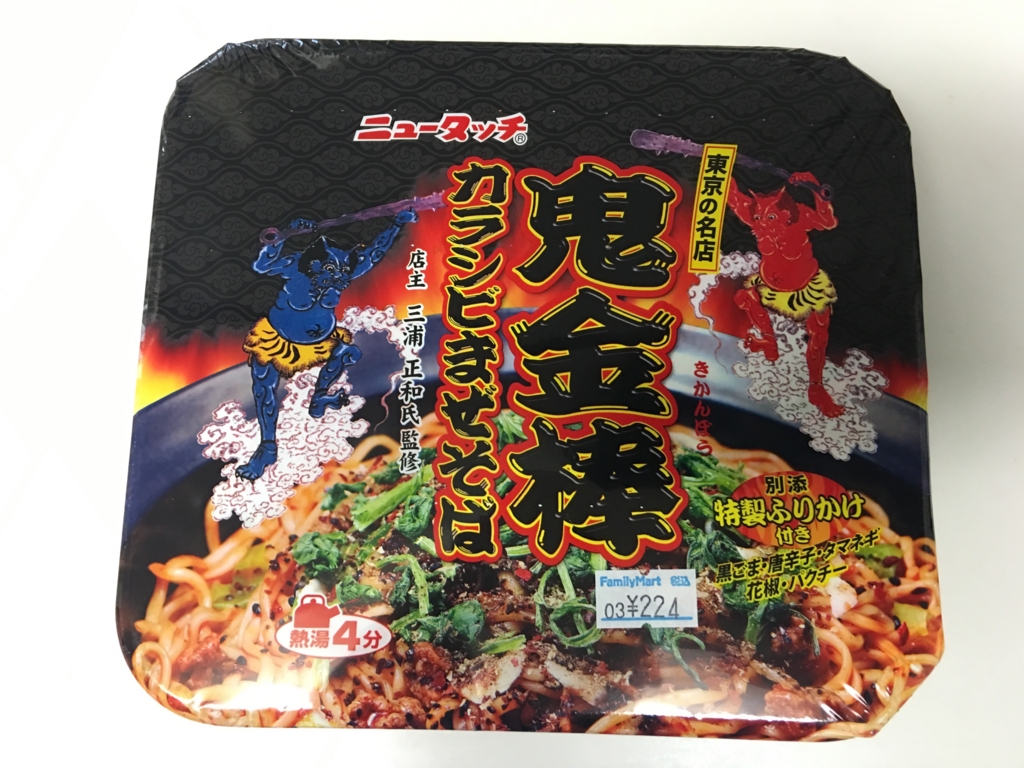 ニュータッチ®
東京の名店
鬼金棒
きかんぼう
カラシビまぜそば
店主 三浦 正和氏監修
別添
特製ふりかけ
付き
黒ごま・唐辛子・タマネギ
花椒・パクチー
FamilyMart 税込
03¥224
熱湯4分